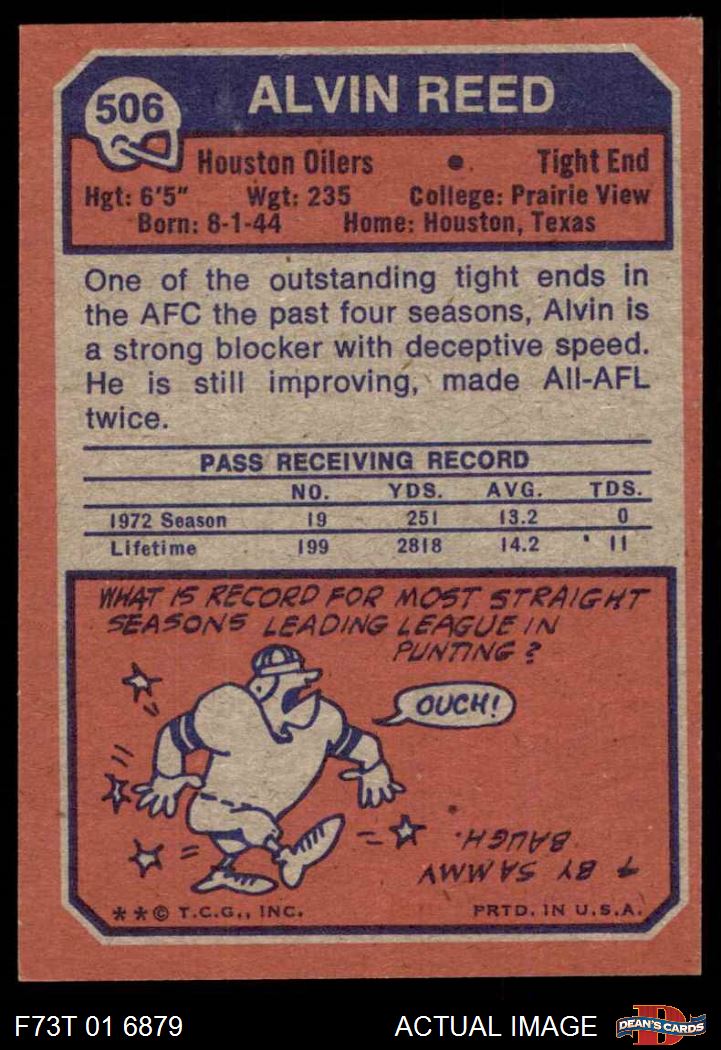 506
ALVIN REED
Houston Oilers • Tight End
Hgt: 6'5" Wgt: 235 College: Prairie View
Born: 8-1-44 Home: Houston, Texas
One of the outstanding tight ends in
the AFC the past four seasons, Alvin is
a strong blocker with deceptive speed.
He is still improving, made All-AFL
twice.
PASS RECEIVING RECORD
NO. YDS. AVG. TDS.
1972 Season 19 251 13.2 0
Lifetime 199 2818 14.2 11
WHAT IS RECORD FOR MOST STRAIGHT
SEASONS LEADING LEAGUE IN
PUNTING?
OUCH!
4 BY SAMMY
BAUGH.
**© T.C.G., INC. PRTD. IN U.S.A.
F73T 01 6879 ACTUAL IMAGE
D
DEAN'S CARDS